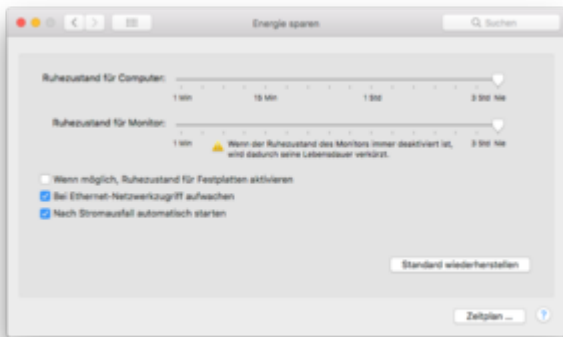 Energie sparen
Suchen
Ruhezustand für Computer:
1 Min 15 Min 1 Std 3 Std Nie
Ruhezustand für Monitor:
1 Min 3 Std Nie
Wenn der Ruhezustand des Monitors immer deaktiviert ist,
wird dadurch seine Lebensdauer verkürzt.
Wenn möglich, Ruhezustand für Festplatten aktivieren
Bei Ethernet-Netzwerkzugriff aufwachen
Nach Stromausfall automatisch starten
Standard wiederherstellen
Zeitplan ... ?